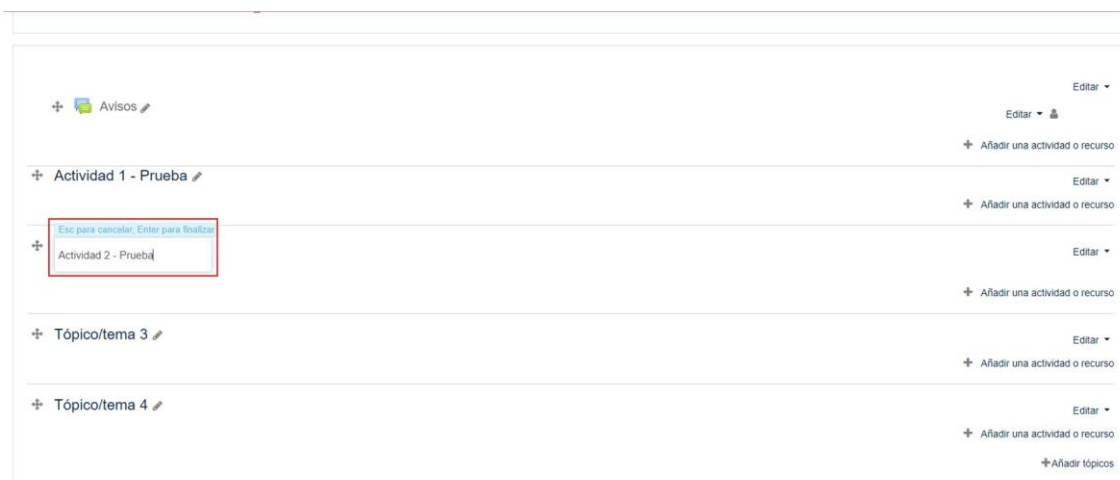 Editar
Avisos
Editar
Añadir una actividad o recurso
Actividad 1 - Prueba
Editar
Añadir una actividad o recurso
Esc para cancelar, Enter para finalizar
Actividad 2 - Prueba
Editar
Añadir una actividad o recurso
Tópico/tema 3
Editar
Añadir una actividad o recurso
Tópico/tema 4
Editar
Añadir una actividad o recurso
Añadir tópicos